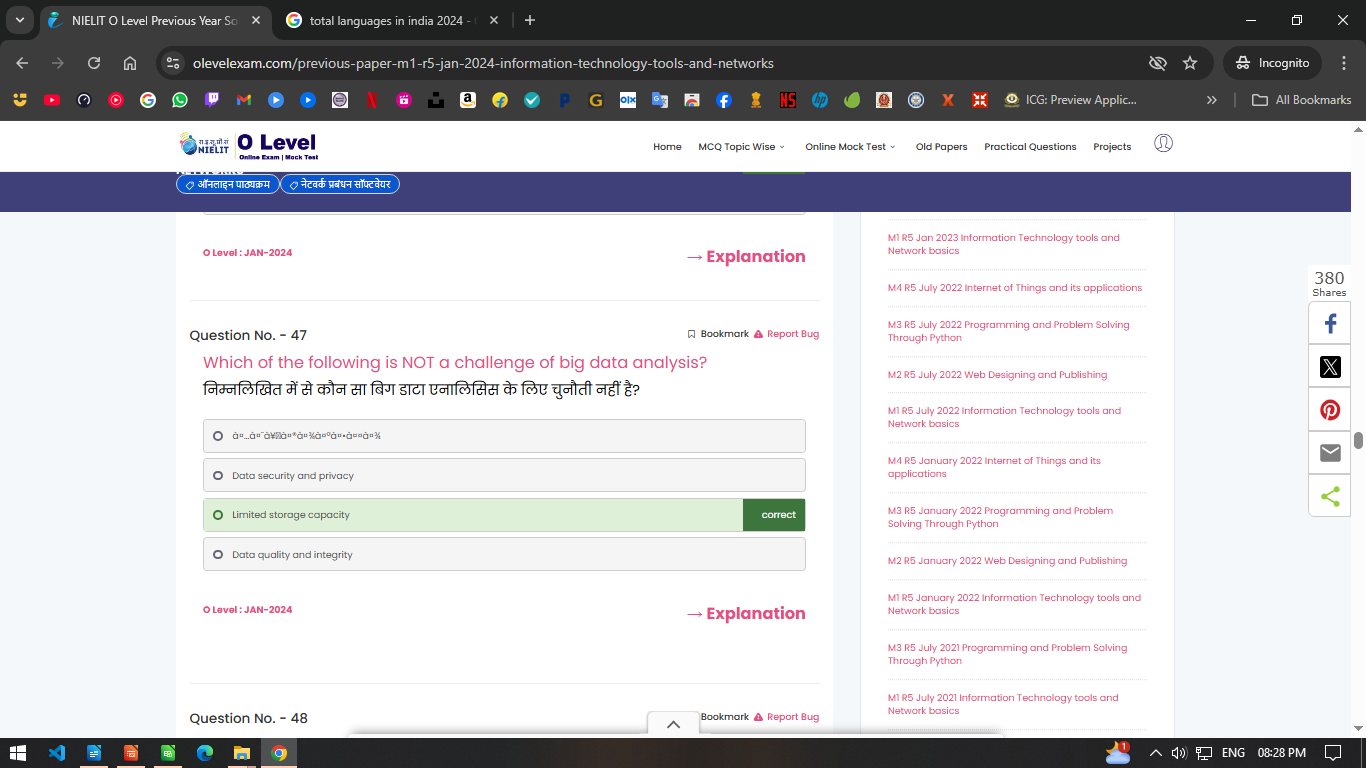 NIELIT O Level Previous Year So
total languages in india 2024 -
olevelexam.com/previous-paper-m1-r5-jan-2024-information-technology-tools-and-networks
Incognito
ICG: Preview Applic...
All Bookmarks
रा.इ.सू.प्रौ.सं
NIELIT
O Level
Online Exam | Mock Test
Home
MCQ Topic Wise
Online Mock Test
Old Papers
Practical Questions
Projects
ऑनलाइन पाठ्यक्रम
नेटवर्क प्रबंधन सॉफ्टवेयर
O Level : JAN-2024
→ Explanation
Question No. - 47
Bookmark
Report Bug
Which of the following is NOT a challenge of big data analysis?
निम्नलिखित में से कौन सा बिग डाटा एनालिसिस के लिए चुनौती नहीं है?
Data security and privacy
Limited storage capacity
correct
Data quality and integrity
O Level : JAN-2024
→ Explanation
Question No. - 48
Bookmark
Report Bug
M1 R5 Jan 2023 Information Technology tools and
Network basics
M4 R5 July 2022 Internet of Things and its applications
M3 R5 July 2022 Programming and Problem Solving
Through Python
M2 R5 July 2022 Web Designing and Publishing
M1 R5 July 2022 Information Technology tools and
Network basics
M4 R5 January 2022 Internet of Things and its
applications
M3 R5 January 2022 Programming and Problem
Solving Through Python
M2 R5 January 2022 Web Designing and Publishing
M1 R5 January 2022 Information Technology tools and
Network basics
M3 R5 July 2021 Programming and Problem Solving
Through Python
M1 R5 July 2021 Information Technology tools and
Network basics
380
Shares
1
ENG
08:28 PM